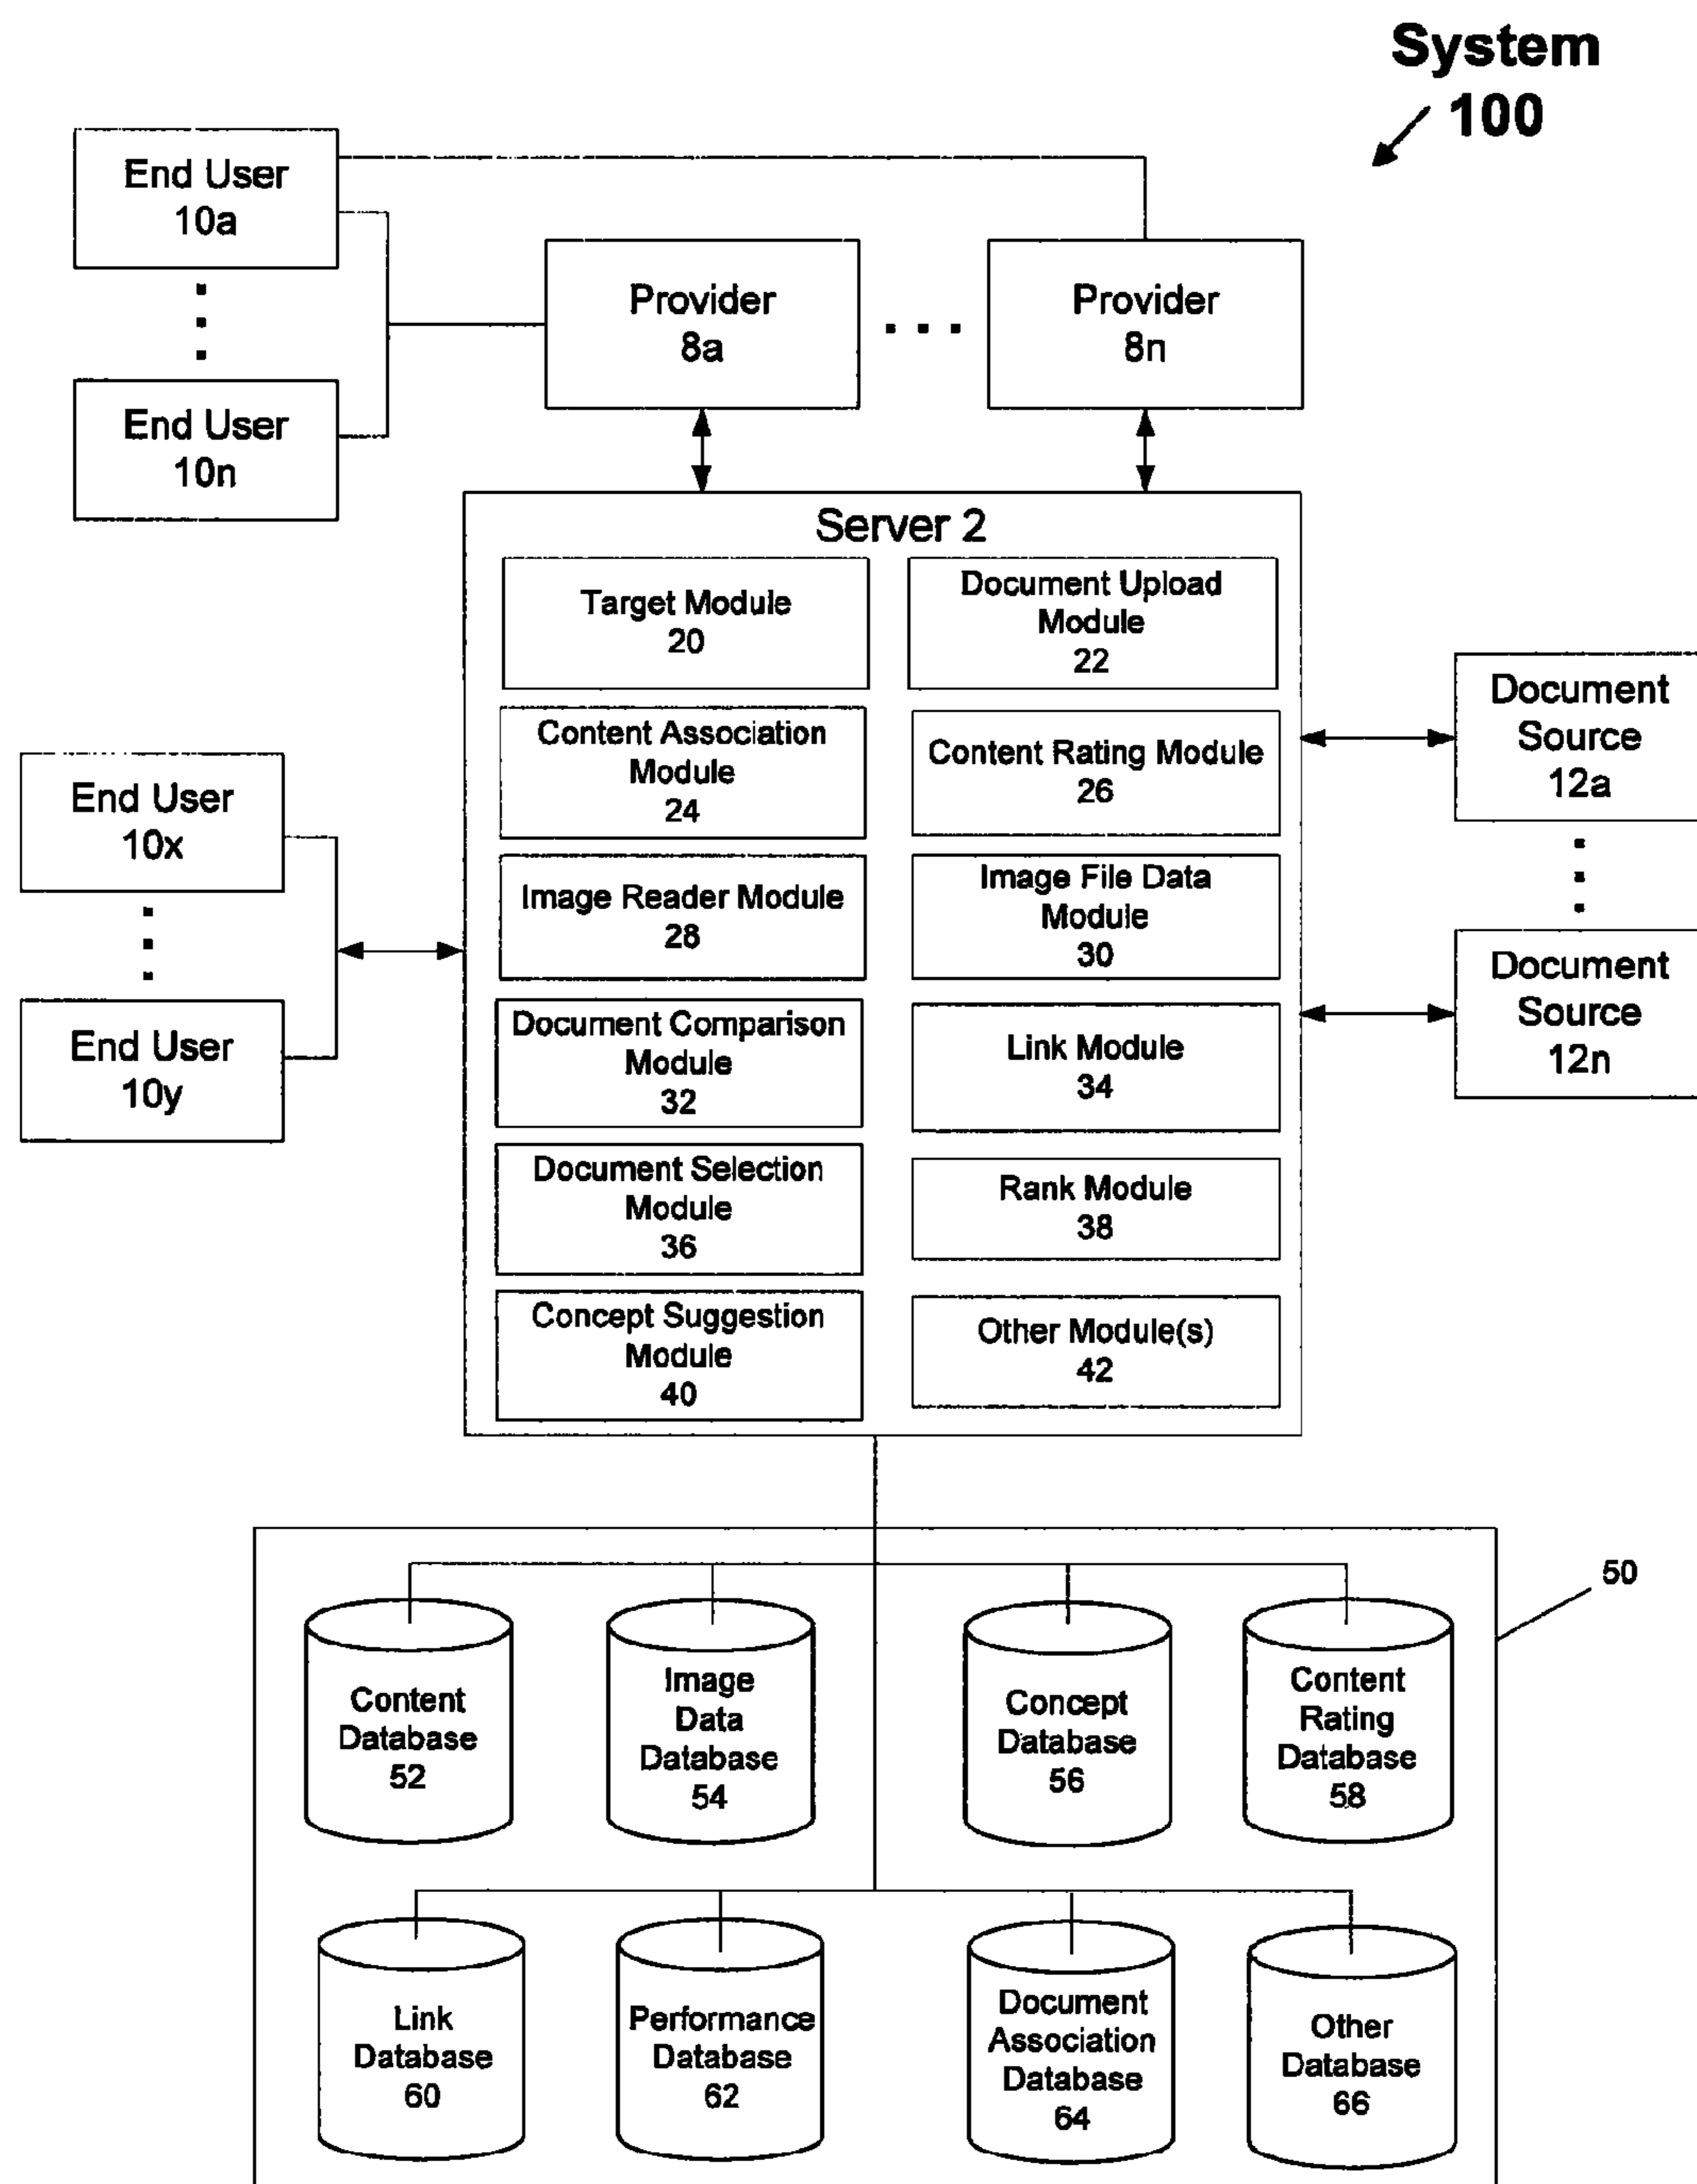 System
100
End User
10a
End User
10n
Provider
8a
Provider
8n
Server 2
Target Module
20
Document Upload
Module
22
Content Association
Module
24
Content Rating Module
26
Image Reader Module
28
Image File Data
Module
30
Document Comparison
Module
32
Link Module
34
Document Selection
Module
36
Rank Module
38
Concept Suggestion
Module
40
Other Module(s)
42
End User
10x
End User
10y
Document
Source
12a
Document
Source
12n
50
Content
Database
52
Image
Data
Database
54
Concept
Database
56
Content
Rating
Database
58
Link
Database
60
Performance
Database
62
Document
Association
Database
64
Other
Database
66